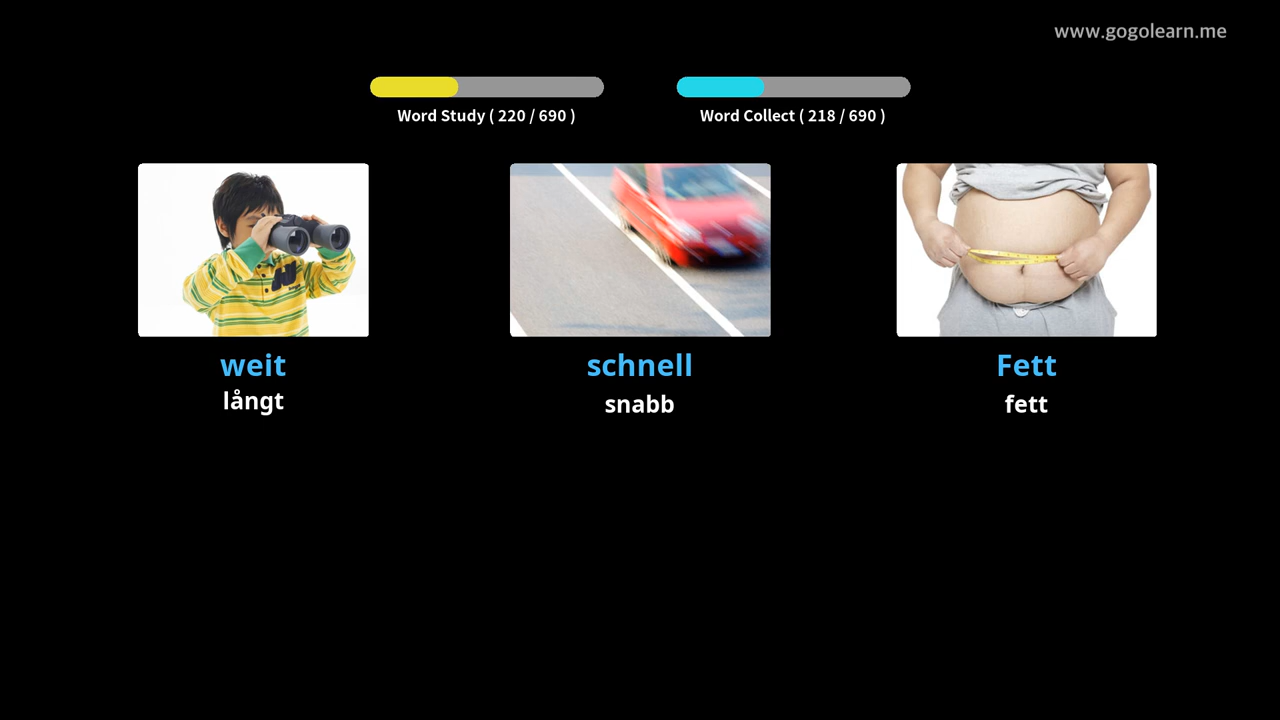 www.gogolearn.me
Word Study ( 220 / 690 )
Word Collect ( 218 / 690 )
weit
långt
schnell
snabb
Fett
fett